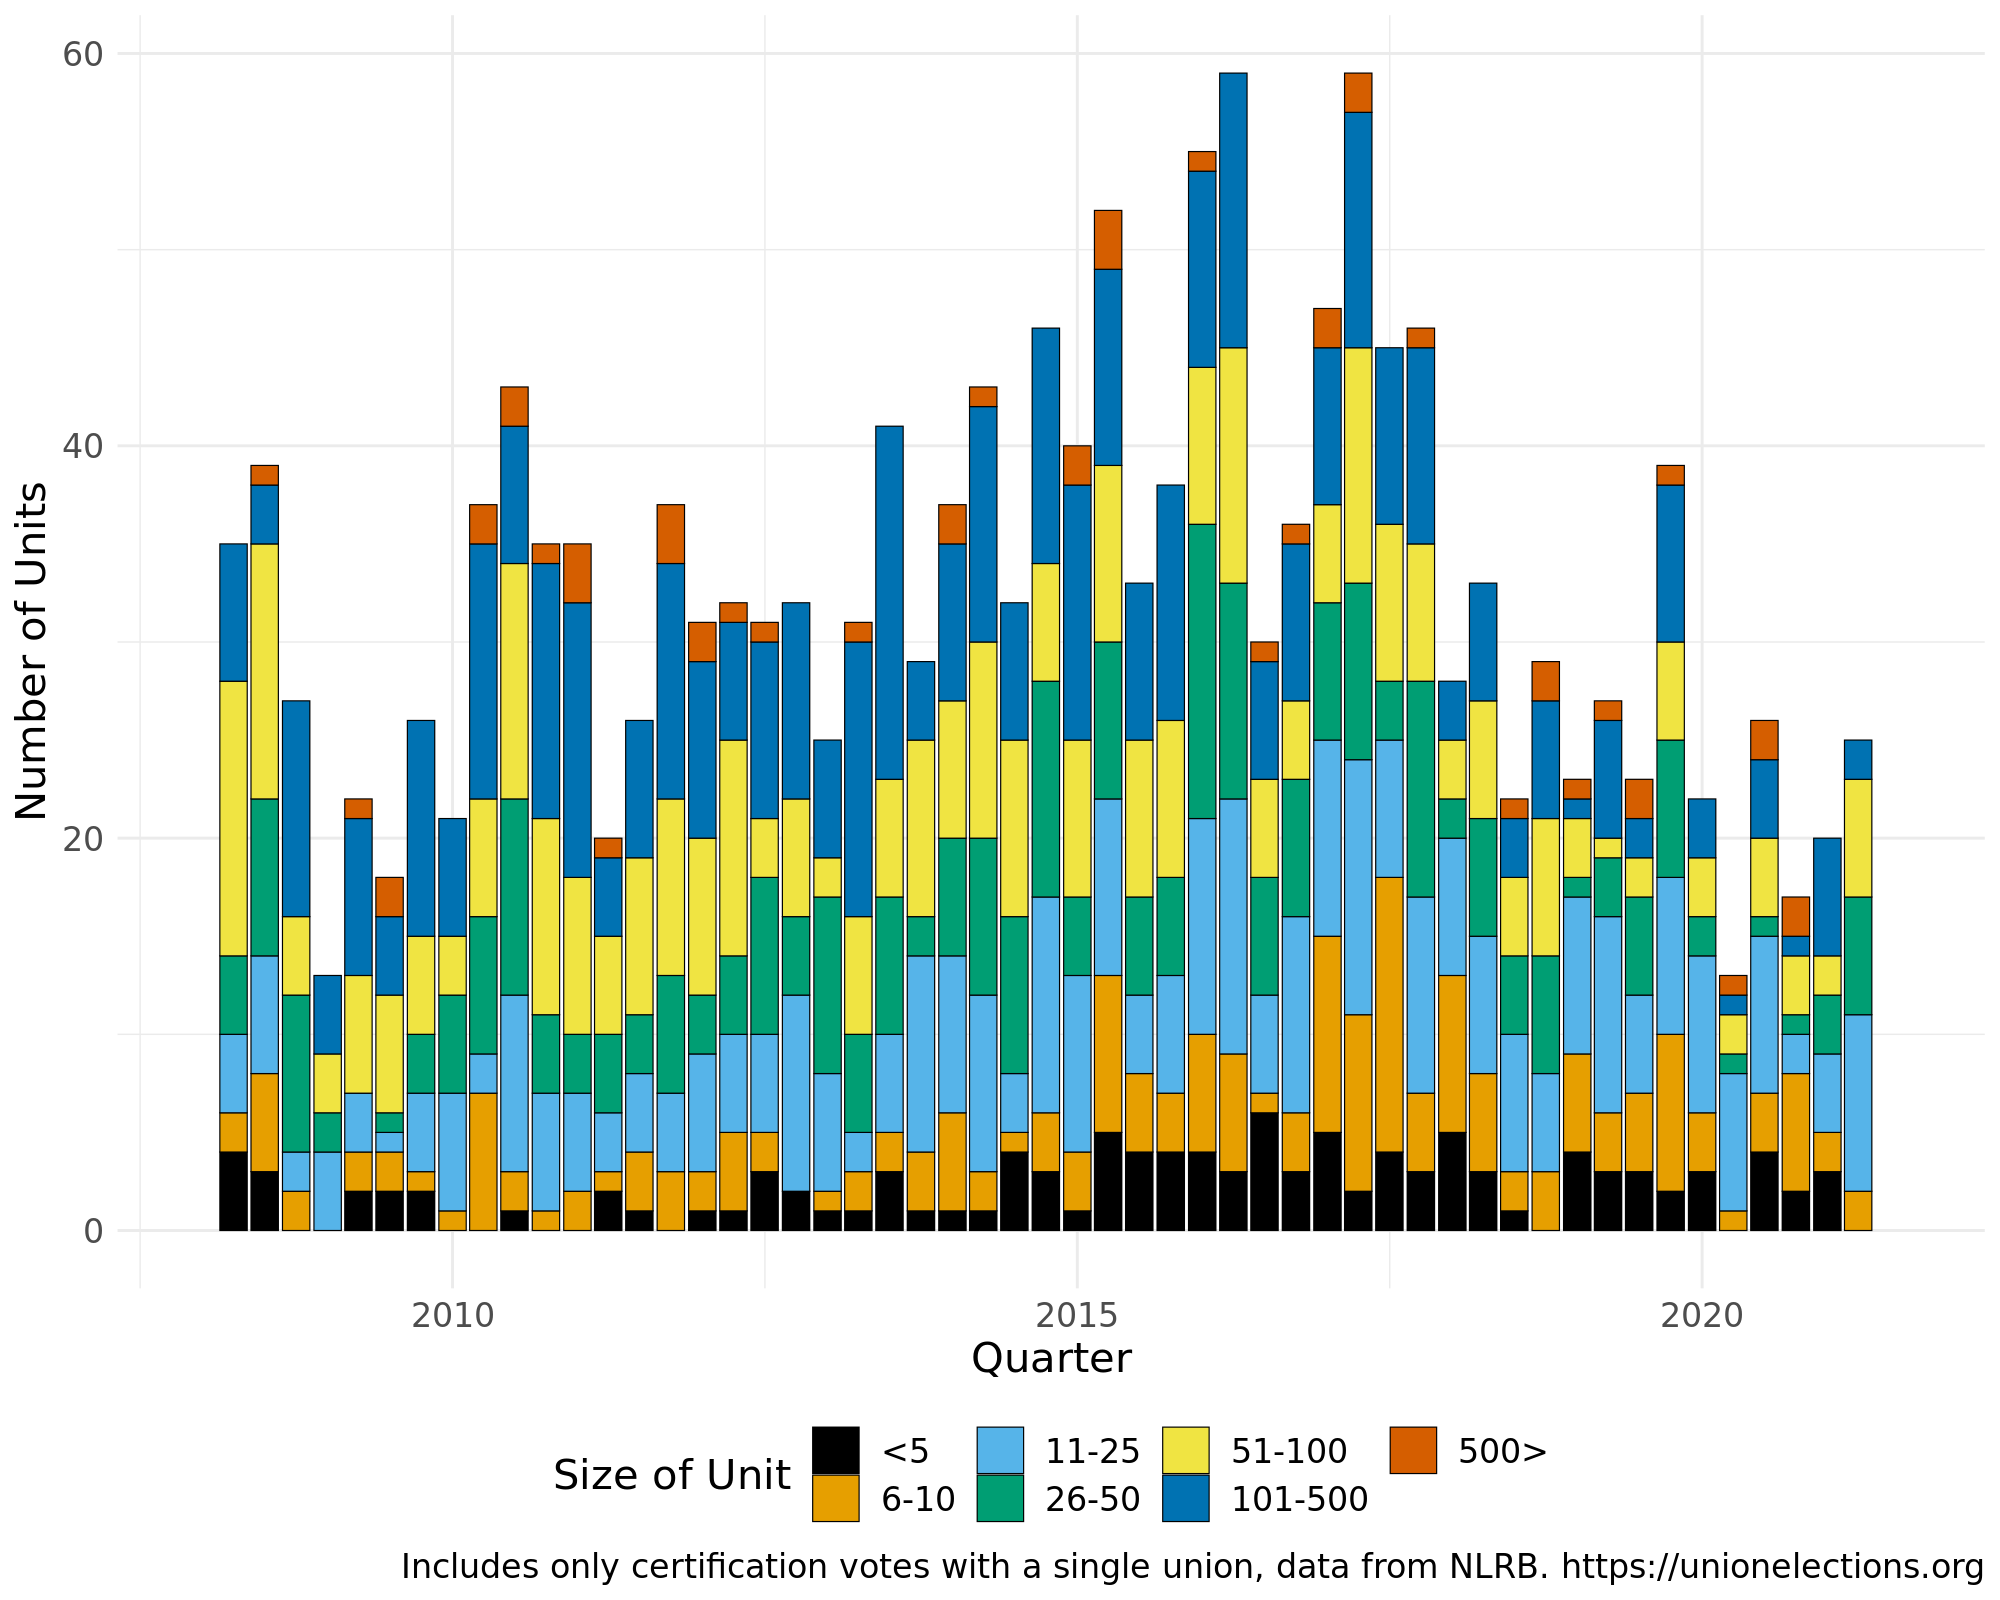 60
40
20
0
Number of Units
2010 2015 2020
Quarter
Size of Unit
<5 11-25 51-100 500>
6-10 26-50 101-500
Includes only certification votes with a single union, data from NLRB. https://unionelections.org